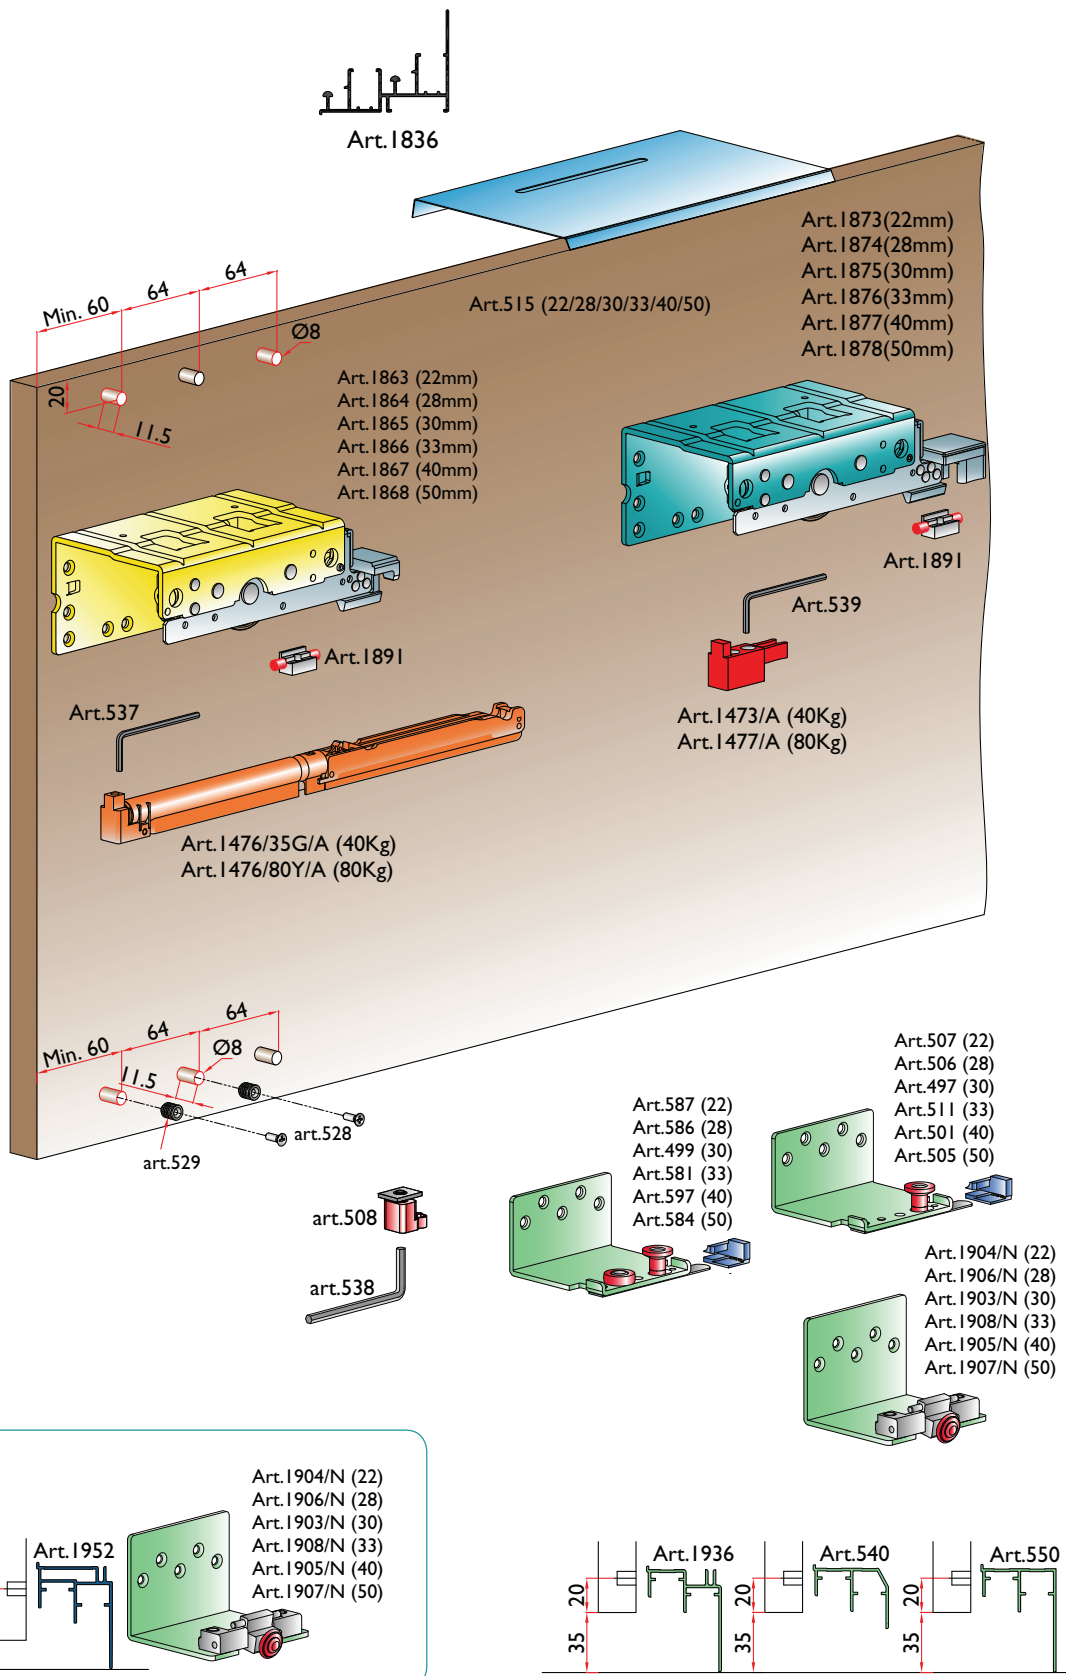 Art.1836
Art.1873(22mm)
Art.1874(28mm)
Art.1875(30mm)
Art.1876(33mm)
Art.1877(40mm)
Art.1878(50mm)
Art.515 (22/28/30/33/40/50)
Min. 60
64
64
Ø8
20
11.5
Art.1863 (22mm)
Art.1864 (28mm)
Art.1865 (30mm)
Art.1866 (33mm)
Art.1867 (40mm)
Art.1868 (50mm)
Art.1891
Art.539
Art.1891
Art.537
Art.1473/A (40Kg)
Art.1477/A (80Kg)
Art.1476/35G/A (40Kg)
Art.1476/80Y/A (80Kg)
Min. 60
64
64
Ø8
11.5
art.528
art.529
art.508
art.538
Art.587 (22)
Art.586 (28)
Art.499 (30)
Art.581 (33)
Art.597 (40)
Art.584 (50)
Art.507 (22)
Art.506 (28)
Art.497 (30)
Art.511 (33)
Art.501 (40)
Art.505 (50)
Art.1904/N (22)
Art.1906/N (28)
Art.1903/N (30)
Art.1908/N (33)
Art.1905/N (40)
Art.1907/N (50)
Art.1952
Art.1904/N (22)
Art.1906/N (28)
Art.1903/N (30)
Art.1908/N (33)
Art.1905/N (40)
Art.1907/N (50)
Art.1936
20
35
Art.540
20
35
Art.550
20
35